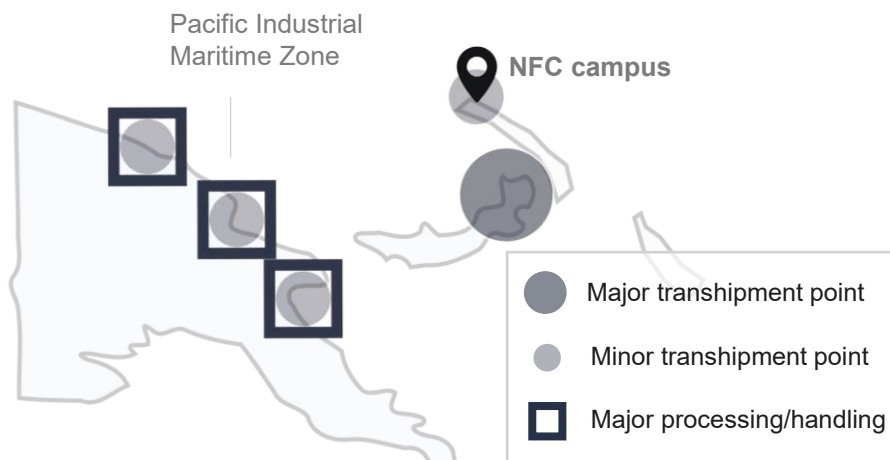 Pacific Industrial
Maritime Zone
NFC campus
Major transhipment point
Minor transhipment point
Major processing/handling